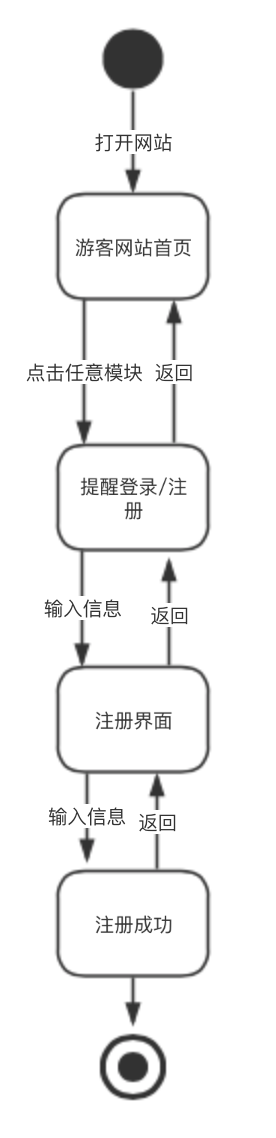 打开网站
游客网站首页
点击任意模块
返回
提醒登录/注
册
输入信息
返回
注册界面
输入信息
返回
注册成功